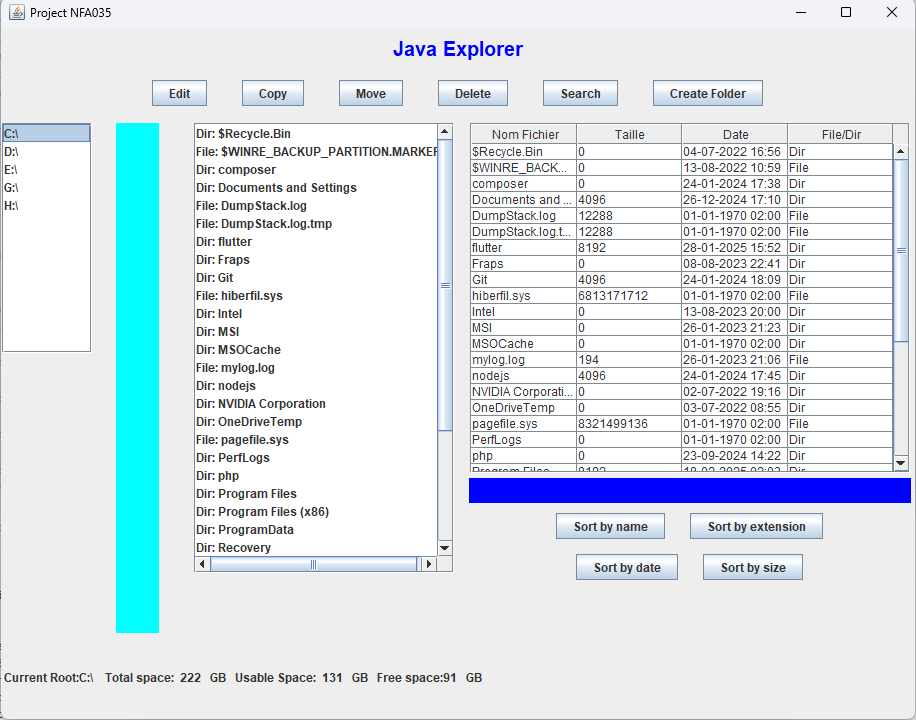 Project NFA035
Java Explorer
Edit Copy Move Delete Search Create Folder
C:\
D:\
E:\
G:\
H:\
Dir: $Recycle.Bin
File: $WINRE_BACKUP_PARTITION.MARKER
Dir: composer
Dir: Documents and Settings
File: DumpStack.log
File: DumpStack.log.tmp
Dir: flutter
Dir: Fraps
Dir: Git
File: hiberfil.sys
Dir: Intel
Dir: MSI
Dir: MSOCache
File: mylog.log
Dir: nodejs
Dir: NVIDIA Corporation
Dir: OneDriveTemp
File: pagefile.sys
Dir: PerfLogs
Dir: php
Dir: Program Files
Dir: Program Files (x86)
Dir: ProgramData
Dir: Recovery
Nom Fichier Taille Date File/Dir
$Recycle.Bin 0 04-07-2022 16:56 Dir
$WINRE_BACK... 0 13-08-2022 10:59 File
composer 0 24-01-2024 17:38 Dir
Documents and ... 4096 26-12-2024 17:10 Dir
DumpStack.log 12288 01-01-1970 02:00 File
DumpStack.log.t... 12288 01-01-1970 02:00 File
flutter 8192 28-01-2025 15:52 Dir
Fraps 0 08-08-2023 22:41 Dir
Git 4096 24-01-2024 18:09 Dir
hiberfil.sys 6813171712 01-01-1970 02:00 File
Intel 0 13-08-2023 20:00 Dir
MSI 0 26-01-2023 21:23 Dir
MSOCache 0 01-01-1970 02:00 Dir
mylog.log 194 26-01-2023 21:06 File
nodejs 4096 24-01-2024 17:45 Dir
NVIDIA Corporati... 0 02-07-2022 19:16 Dir
OneDriveTemp 0 03-07-2022 08:55 Dir
pagefile.sys 8321499136 01-01-1970 02:00 File
PerfLogs 0 01-01-1970 02:00 Dir
php 0 23-09-2024 14:22 Dir
Program Files 8192 Dir
Sort by name Sort by extension
Sort by date Sort by size
Current Root:C:\ Total space: 222 GB Usable Space: 131 GB Free space:91 GB